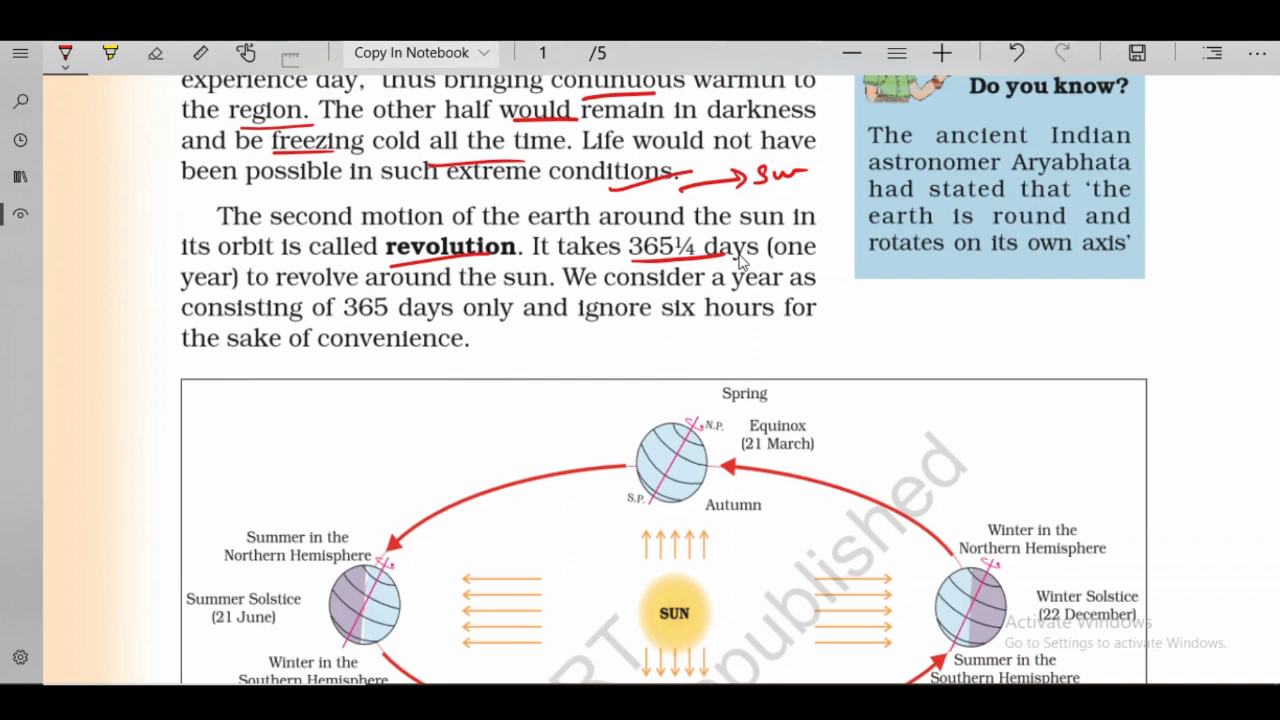 Copy In Notebook
1
/5
experience day, thus bringing continuous warmth to
the region. The other half would remain in darkness
and be freezing cold all the time. Life would not have
been possible in such extreme conditions.
Sun
The second motion of the earth around the sun in
its orbit is called revolution. It takes 365¼ days (one
year) to revolve around the sun. We consider a year as
consisting of 365 days only and ignore six hours for
the sake of convenience.
Do you know?
The ancient Indian
astronomer Aryabhata
had stated that ‘the
earth is round and
rotates on its own axis’
Spring
N.P.
Equinox
(21 March)
S.P.
Autumn
Summer in the
Northern Hemisphere
Summer Solstice
(21 June)
Winter in the
Southern Hemisphere
SUN
Winter in the
Northern Hemisphere
Winter Solstice
(22 December)
Summer in the
Southern Hemisphere
Activate Windows
Go to Settings to activate Windows.
RT
republished